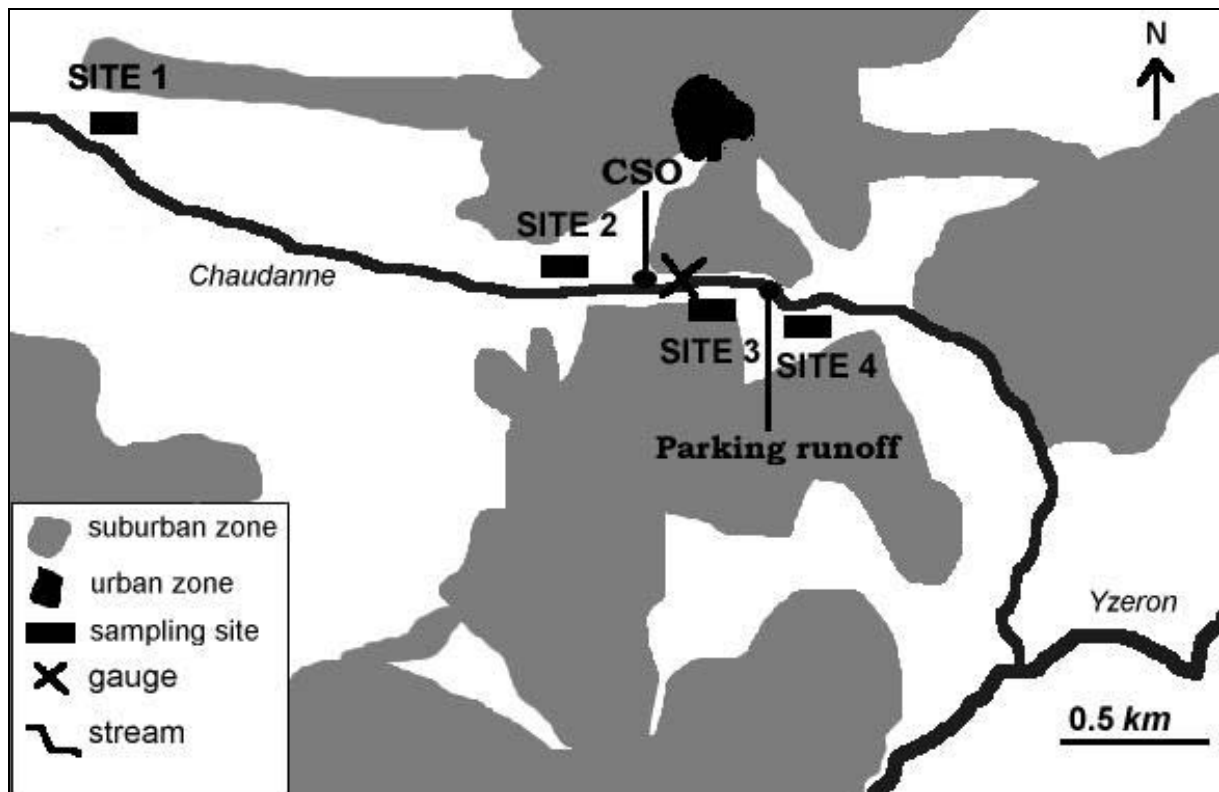 N
SITE 1
CSO
SITE 2
Chaudanne
SITE 3
SITE 4
Parking runoff
suburban zone
urban zone
sampling site
gauge
stream
Yzeron
0.5 km